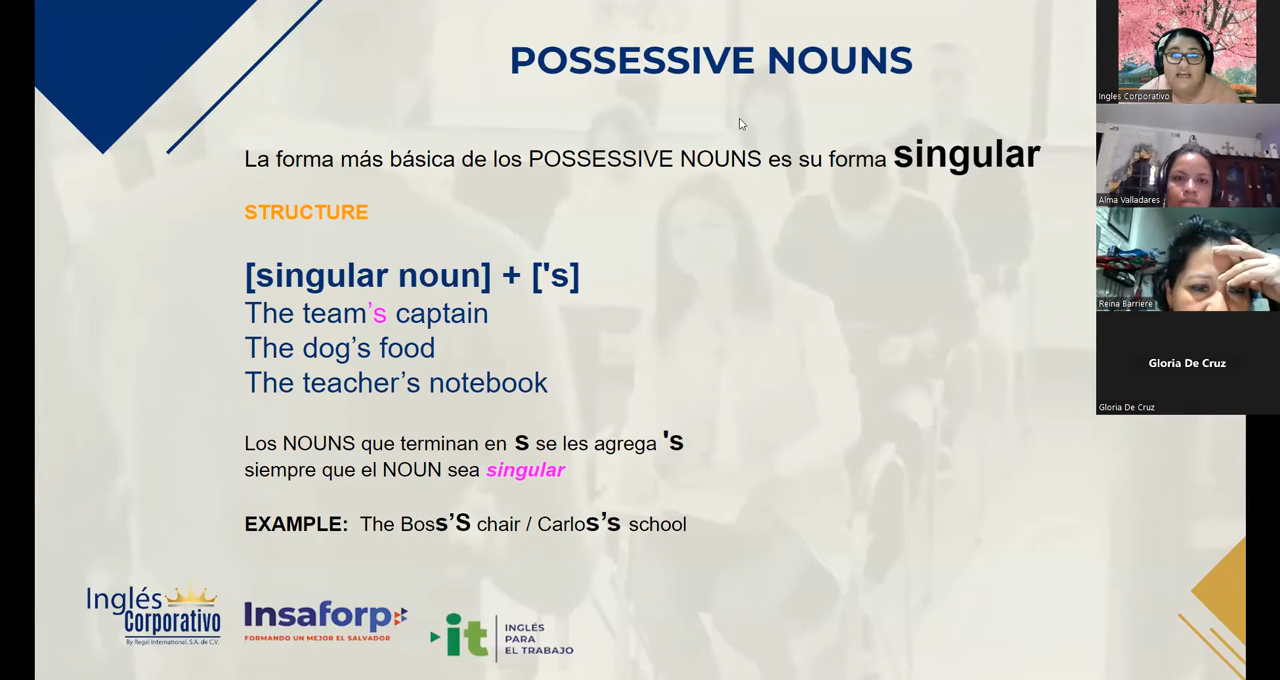 POSSESSIVE NOUNS
La forma más básica de los POSSESSIVE NOUNS es su forma singular
STRUCTURE
[singular noun] + ['s]
The team’s captain
The dog’s food
The teacher’s notebook
Los NOUNS que terminan en s se les agrega 's
siempre que el NOUN sea singular
EXAMPLE: The Boss’S chair / Carlos’s school
Inglés
Corporativo
By Regal International, S.A. de C.V.
Insaforp
FORMANDO UN MEJOR EL SALVADOR
it
INGLÉS
PARA
EL TRABAJO
Ingles Corporativo
Alma Valladares
Reina Barriere
Gloria De Cruz
Gloria De Cruz